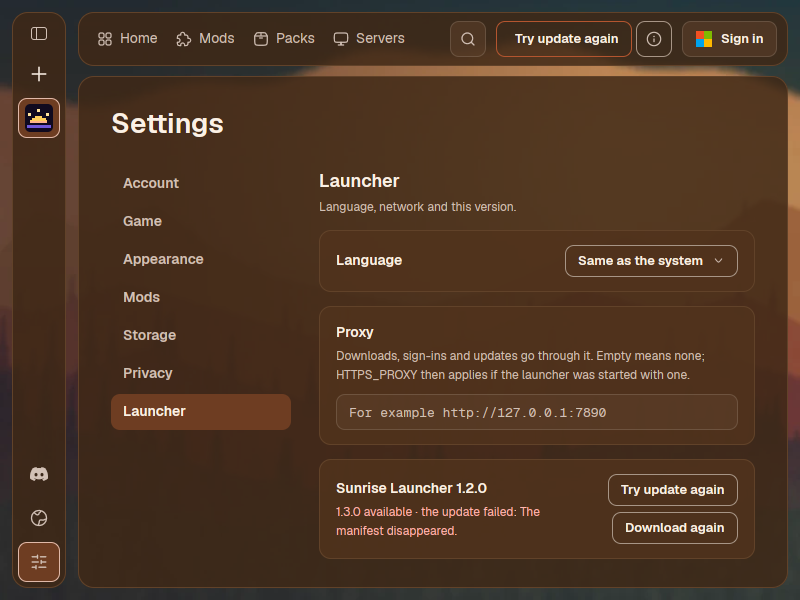 Home
Mods
Packs
Servers
Try update again
Sign in
Settings
Account
Game
Appearance
Mods
Storage
Privacy
Launcher
Launcher
Language, network and this version.
Language
Same as the system
Proxy
Downloads, sign-ins and updates go through it. Empty means none;
HTTPS_PROXY then applies if the launcher was started with one.
For example http://127.0.0.1:7890
Sunrise Launcher 1.2.0
1.3.0 available · the update failed: The
manifest disappeared.
Try update again
Download again